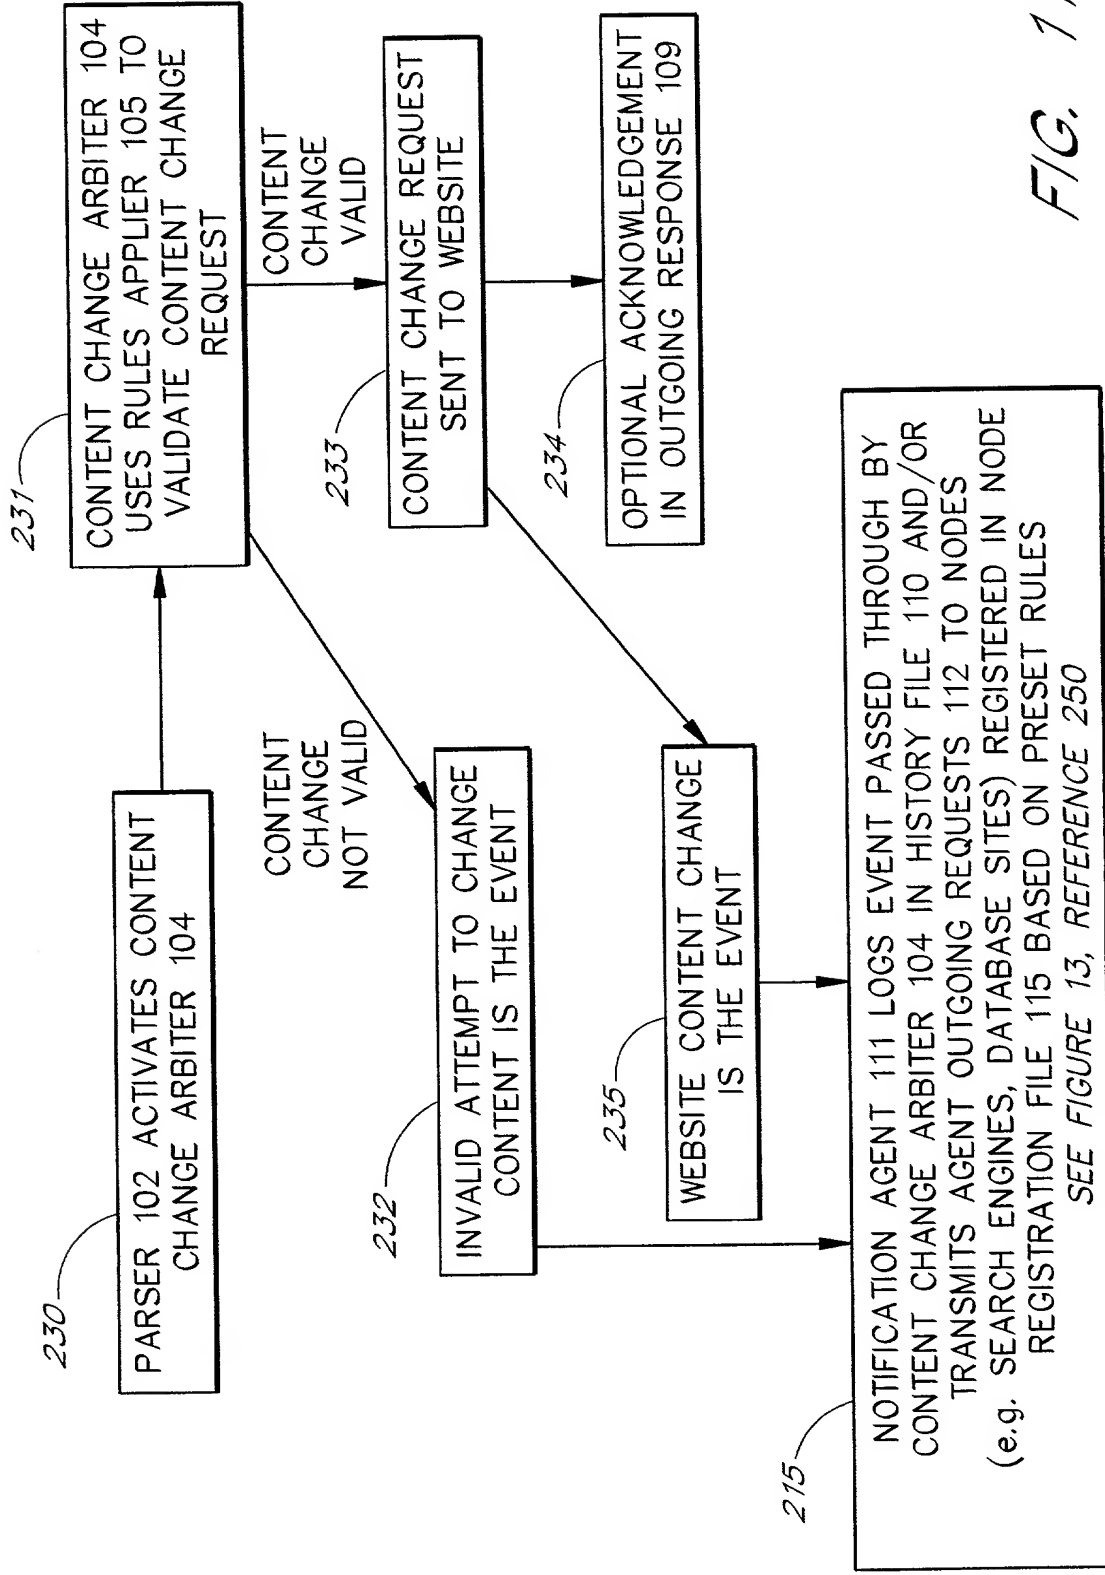 230
PARSER 102 ACTIVATES CONTENT
CHANGE ARBITER 104
231
CONTENT CHANGE ARBITER 104
USES RULES APPLIER 105 TO
VALIDATE CONTENT CHANGE
REQUEST
CONTENT
CHANGE
NOT VALID
CONTENT
CHANGE
VALID
232
INVALID ATTEMPT TO CHANGE
CONTENT IS THE EVENT
233
CONTENT CHANGE REQUEST
SENT TO WEBSITE
235
WEBSITE CONTENT CHANGE
IS THE EVENT
234
OPTIONAL ACKNOWLEDGEMENT
IN OUTGOING RESPONSE 109
215
NOTIFICATION AGENT 111 LOGS EVENT PASSED THROUGH BY
CONTENT CHANGE ARBITER 104 IN HISTORY FILE 110 AND/OR
TRANSMITS AGENT OUTGOING REQUESTS 112 TO NODES
(e.g. SEARCH ENGINES, DATABASE SITES) REGISTERED IN NODE
REGISTRATION FILE 115 BASED ON PRESET RULES
SEE FIGURE 13, REFERENCE 250
FIG.